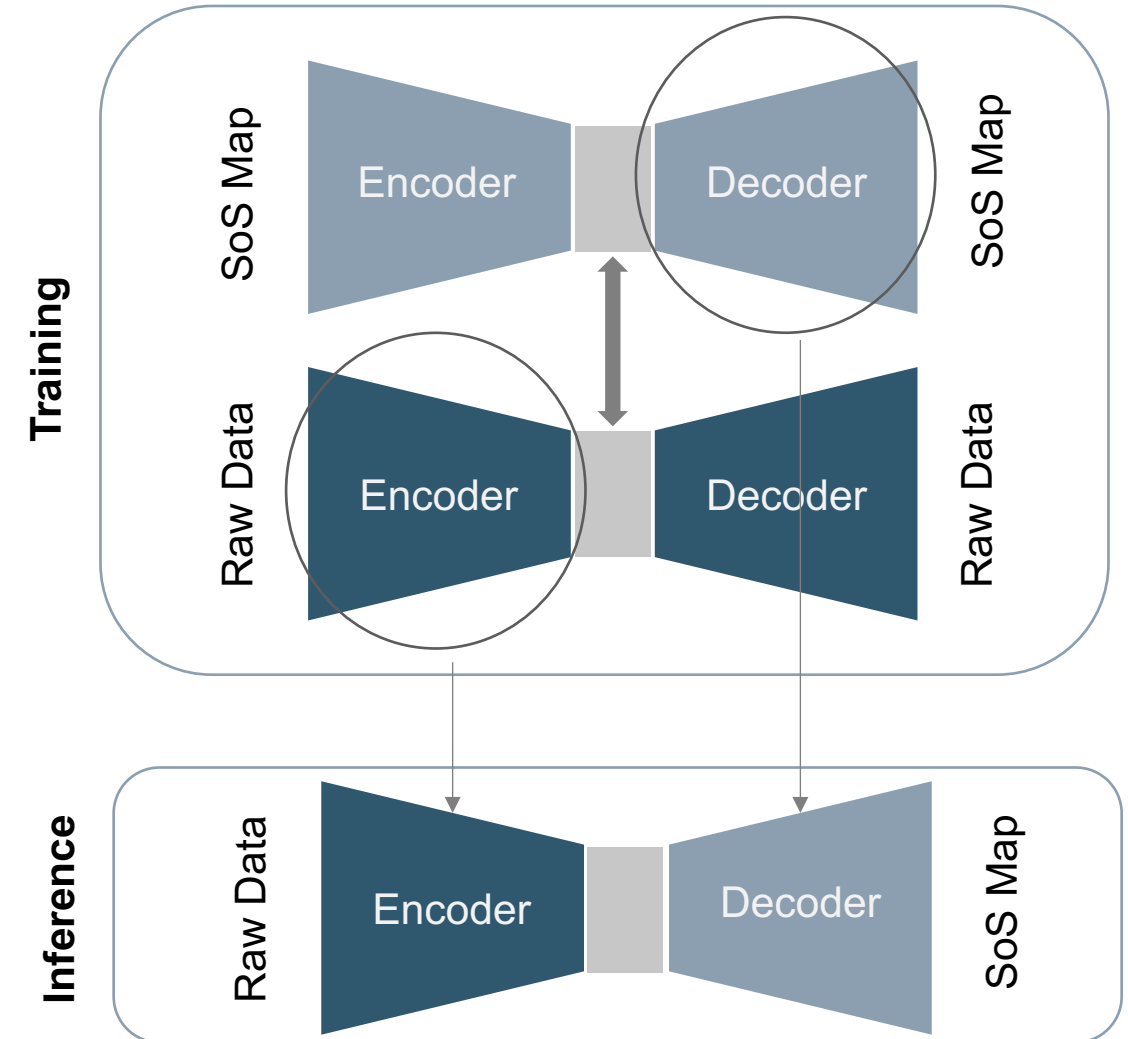 Training
SoS Map
Encoder
Decoder
SoS Map
Raw Data
Encoder
Decoder
Raw Data
Inference
Raw Data
Encoder
Decoder
SoS Map